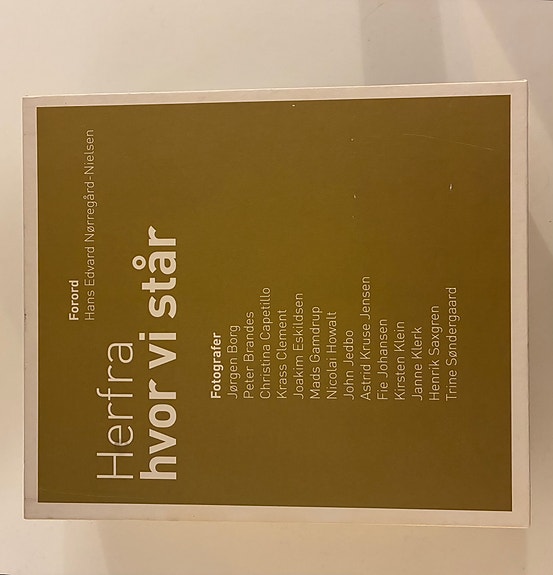 Forord
Hans Edvard Nørregård-Nielsen
Herfra
hvor vi står
Fotografer
Jørgen Borg
Peter Brandes
Christina Capetillo
Krass Clement
Joakim Eskildsen
Mads Gamdrup
Nicolai Howalt
John Jedbo
Astrid Kruse Jensen
Fie Johansen
Kirsten Klein
Janne Klerk
Henrik Saxgren
Trine Søndergaard